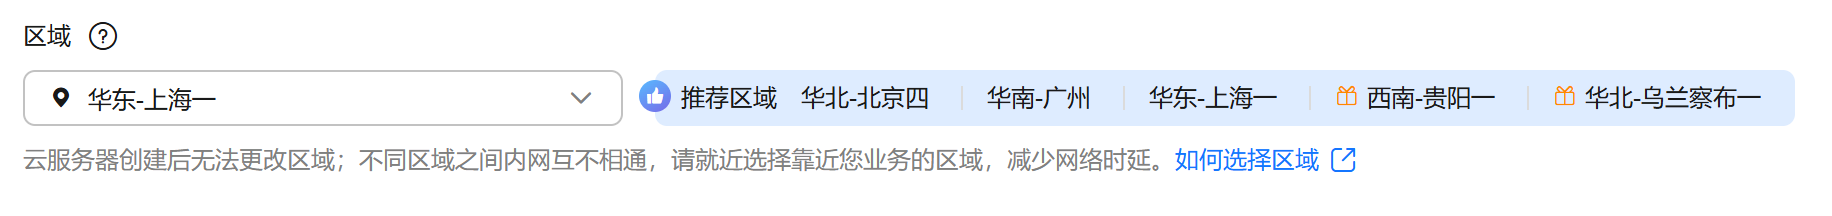 区域
华东-上海一
推荐区域 华北-北京四 华南-广州 华东-上海一 西南-贵阳一 华北-乌兰察布一
云服务器创建后无法更改区域；不同区域之间内网互不相通，请就近选择靠近您业务的区域，减少网络时延。如何选择区域